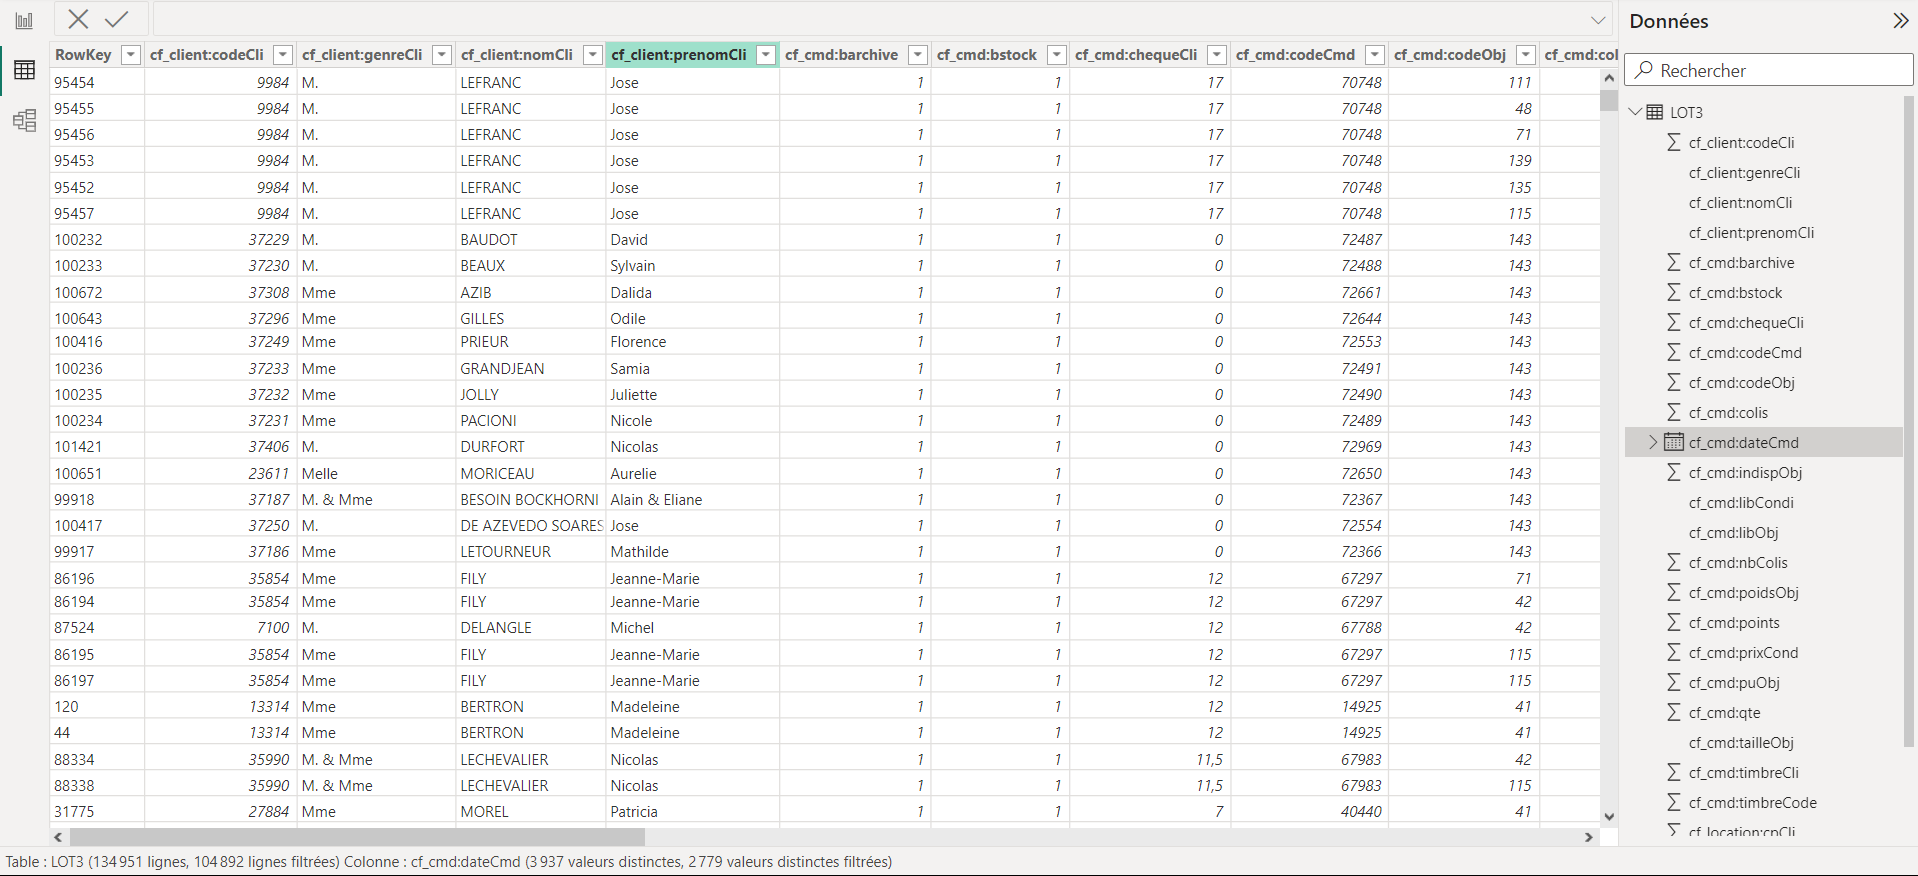 Données
RowKey cf_client:codeCli cf_client:genreCli cf_client:nomCli cf_client:prenomCli cf_cmd:barchive cf_cmd:bstock cf_cmd:chequeCli cf_cmd:codeCmd cf_cmd:codeObj cf_cmd:col
95454 9984 M. LEFRANC Jose 1 1 17 70748 111
95455 9984 M. LEFRANC Jose 1 1 17 70748 48
95456 9984 M. LEFRANC Jose 1 1 17 70748 71
95453 9984 M. LEFRANC Jose 1 1 17 70748 139
95452 9984 M. LEFRANC Jose 1 1 17 70748 135
95457 9984 M. LEFRANC Jose 1 1 17 70748 115
100232 37229 M. BAUDOT David 1 1 0 72487 143
100233 37230 M. BEAUX Sylvain 1 1 0 72488 143
100672 37308 Mme AZIB Dalida 1 1 0 72661 143
100643 37296 Mme GILLES Odile 1 1 0 72644 143
100416 37249 Mme PRIEUR Florence 1 1 0 72553 143
100236 37233 Mme GRANDJEAN Samia 1 1 0 72491 143
100235 37232 Mme JOLLY Juliette 1 1 0 72490 143
100234 37231 Mme PACIONI Nicole 1 1 0 72489 143
101421 37406 M. DURFORT Nicolas 1 1 0 72969 143
100651 23611 Melle MORICEAU Aurelie 1 1 0 72650 143
99918 37187 M. & Mme BESOIN BOCKHORNI Alain & Eliane 1 1 0 72367 143
100417 37250 M. DE AZEVEDO SOARES Jose 1 1 0 72554 143
99917 37186 Mme LETOURNEUR Mathilde 1 1 0 72366 143
86196 35854 Mme FILY Jeanne-Marie 1 1 12 67297 71
86194 35854 Mme FILY Jeanne-Marie 1 1 12 67297 42
87524 7100 M. DELANGLE Michel 1 1 12 67788 42
86195 35854 Mme FILY Jeanne-Marie 1 1 12 67297 115
86197 35854 Mme FILY Jeanne-Marie 1 1 12 67297 115
120 13314 Mme BERTRON Madeleine 1 1 12 14925 41
44 13314 Mme BERTRON Madeleine 1 1 12 14925 41
88334 35990 M. & Mme LECHEVALIER Nicolas 1 1 11,5 67983 42
88338 35990 M. & Mme LECHEVALIER Nicolas 1 1 11,5 67983 115
31775 27884 Mme MOREL Patricia 1 1 7 40440 41
Rechercher
LOT3
∑ cf_client:codeCli
cf_client:genreCli
cf_client:nomCli
cf_client:prenomCli
∑ cf_cmd:barchive
∑ cf_cmd:bstock
∑ cf_cmd:chequeCli
∑ cf_cmd:codeCmd
∑ cf_cmd:codeObj
∑ cf_cmd:colis
cf_cmd:dateCmd
∑ cf_cmd:indispObj
cf_cmd:libCondi
cf_cmd:libObj
∑ cf_cmd:nbColis
∑ cf_cmd:poidsObj
∑ cf_cmd:points
∑ cf_cmd:prixCond
∑ cf_cmd:puObj
∑ cf_cmd:qte
cf_cmd:tailleObj
∑ cf_cmd:timbreCli
∑ cf_cmd:timbreCode
∑ cf_location:cpCli
Table : LOT3 (134 951 lignes, 104 892 lignes filtrées) Colonne : cf_cmd:dateCmd (3 937 valeurs distinctes, 2 779 valeurs distinctes filtrées)